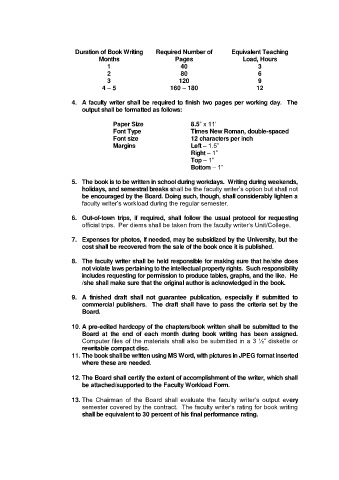 Duration of Book Writing Required Number of Equivalent Teaching
Months Pages Load, Hours
1 40 3
2 80 6
3 120 9
4 – 5 160 – 180 12
4. A faculty writer shall be required to finish two pages per working day. The
output shall be formatted as follows:
Paper Size 8.5" x 11'
Font Type Times New Roman, double-spaced
Font size 12 characters per inch
Margins Left – 1.5"
Right – 1"
Top – 1"
Bottom – 1"
5. The book is to be written in school during workdays. Writing during weekends,
holidays, and semestral breaks shall be the faculty writer's option but shall not
be encouraged by the Board. Doing such, though, shall considerably lighten a
faculty writer's workload during the regular semester.
6. Out-of-town trips, if required, shall follow the usual protocol for requesting
official trips. Per diems shall be taken from the faculty writer's Unit/College.
7. Expenses for photos, if needed, may be subsidized by the University, but the
cost shall be recovered from the sale of the book once it is published.
8. The faculty writer shall be held responsible for making sure that he/she does
not violate laws pertaining to the intellectual property rights. Such responsibility
includes requesting for permission to produce tables, graphs, and the like. He
/she shall make sure that the original author is acknowledged in the book.
9. A finished draft shall not guarantee publication, especially if submitted to
commercial publishers. The draft shall have to pass the criteria set by the
Board.
10. A pre-edited hardcopy of the chapters/book written shall be submitted to the
Board at the end of each month during book writing has been assigned.
Computer files of the materials shall also be submitted in a 3 ½" diskette or
rewritable compact disc.
11. The book shall be written using MS Word, with pictures in JPEG format inserted
where these are needed.
12. The Board shall certify the extent of accomplishment of the writer, which shall
be attached/supported to the Faculty Workload Form.
13. The Chairman of the Board shall evaluate the faculty writer's output every
semester covered by the contract. The faculty writer's rating for book writing
shall be equivalent to 30 percent of his final performance rating.